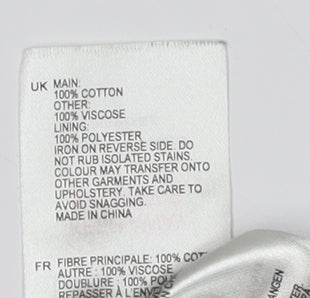 UK MAIN:
100% COTTON
OTHER:
100% VISCOSE
LINING:
100% POLYESTER
IRON ON REVERSE SIDE. DO
NOT RUB ISOLATED STAINS.
COLOUR MAY TRANSFER ONTO
OTHER GARMENTS AND
UPHOLSTERY. TAKE CARE TO
AVOID SNAGGING.
MADE IN CHINA
FR FIBRE PRINCIPALE: 100%
AUTRE : 100% VISCOSE
DOUBLURE : 100%
REPASSER À